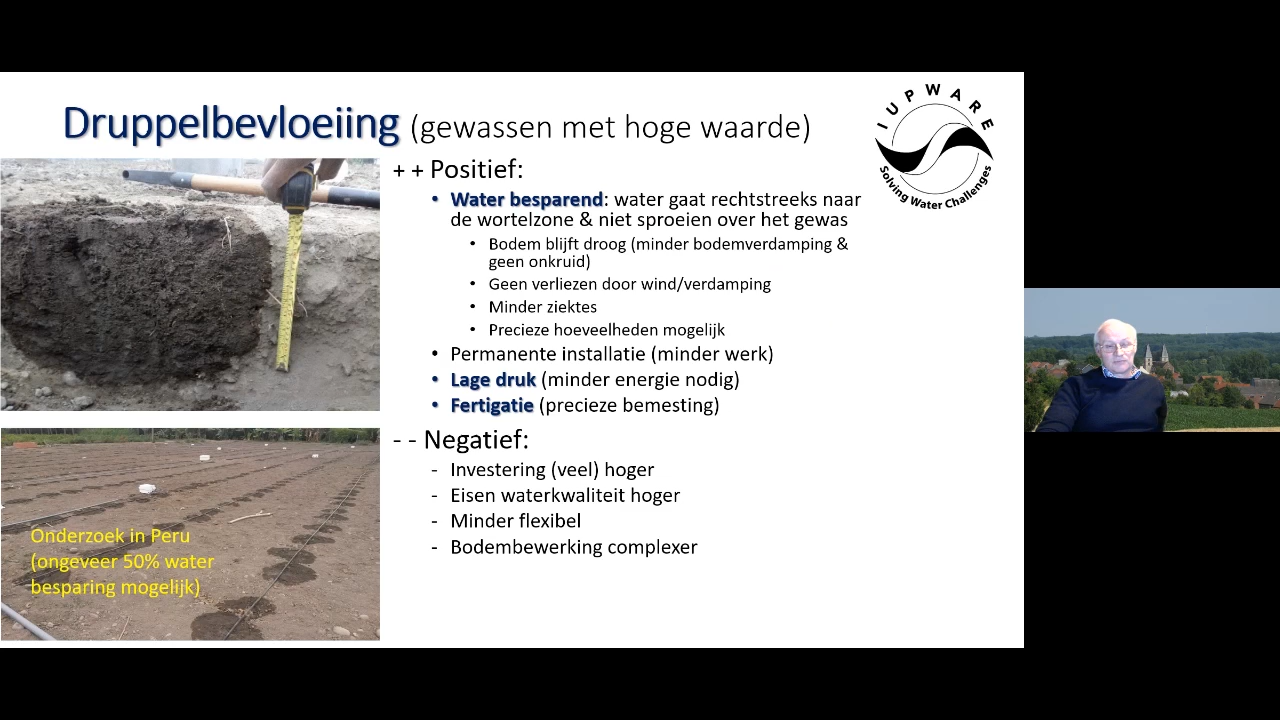 Druppelbevloeiing (gewassen met hoge waarde)
IUPWARE
Solving Water Challenges
+ + Positief:
• Water besparend: water gaat rechtstreeks naar
de wortelzone & niet sproeien over het gewas
• Bodem blijft droog (minder bodemverdamping &
geen onkruid)
• Geen verliezen door wind/verdamping
• Minder ziektes
• Precieze hoeveelheden mogelijk
• Permanente installatie (minder werk)
• Lage druk (minder energie nodig)
• Fertigatie (precieze bemesting)
- - Negatief:
- Investering (veel) hoger
- Eisen waterkwaliteit hoger
- Minder flexibel
- Bodembewerking complexer
Onderzoek in Peru
(ongeveer 50% water
besparing mogelijk)